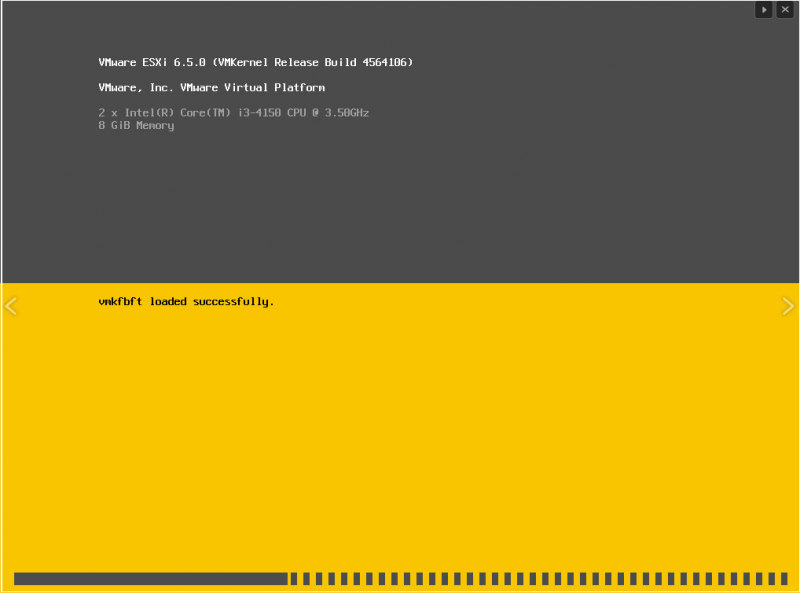 VMware ESXi 6.5.0 (VMKernel Release Build 4564106)
VMware, Inc. VMware Virtual Platform
2 x Intel(R) Core(TM) i3-4150 CPU @ 3.50GHz
8 GiB Memory
vmkfbft loaded successfully.